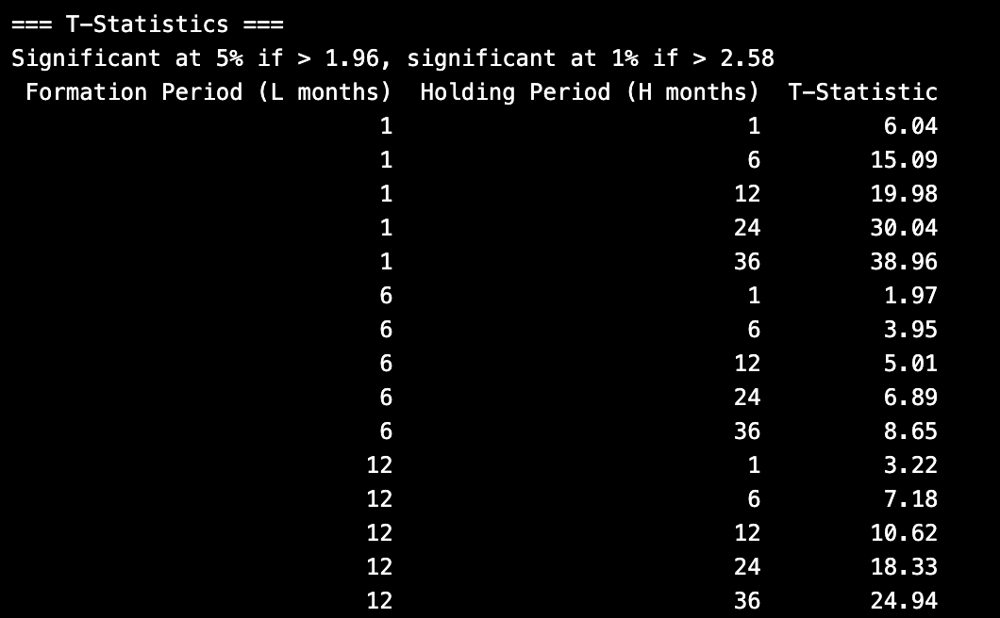 === T-Statistics ===
Significant at 5% if > 1.96, significant at 1% if > 2.58
Formation Period (L months)  Holding Period (H months)  T-Statistic
1  1  6.04
1  6  15.09
1  12  19.98
1  24  30.04
1  36  38.96
6  1  1.97
6  6  3.95
6  12  5.01
6  24  6.89
6  36  8.65
12  1  3.22
12  6  7.18
12  12  10.62
12  24  18.33
12  36  24.94